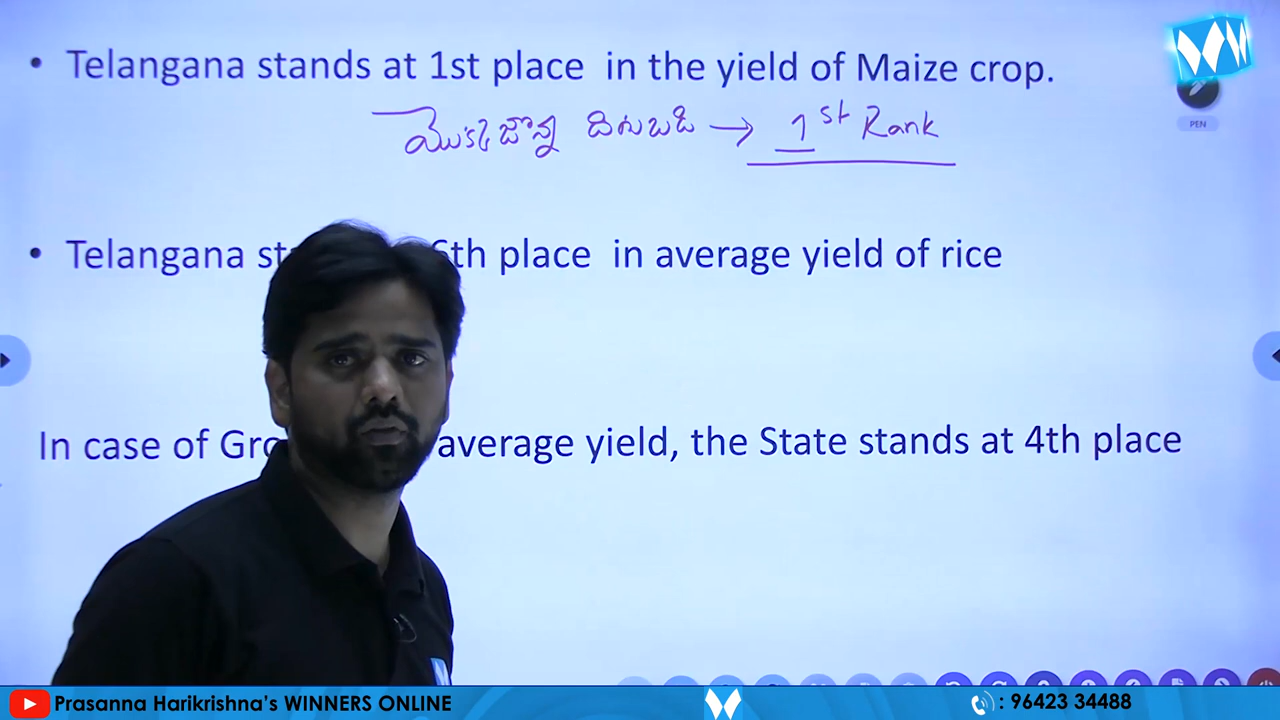 • Telangana stands at 1st place in the yield of Maize crop.
PEN
మొక్కజొన్న దిగుబడి → 1st Rank
• Telangana st 6th place in average yield of rice
In case of Gro average yield, the State stands at 4th place
Prasanna Harikrishna's WINNERS ONLINE
: 96423 34488